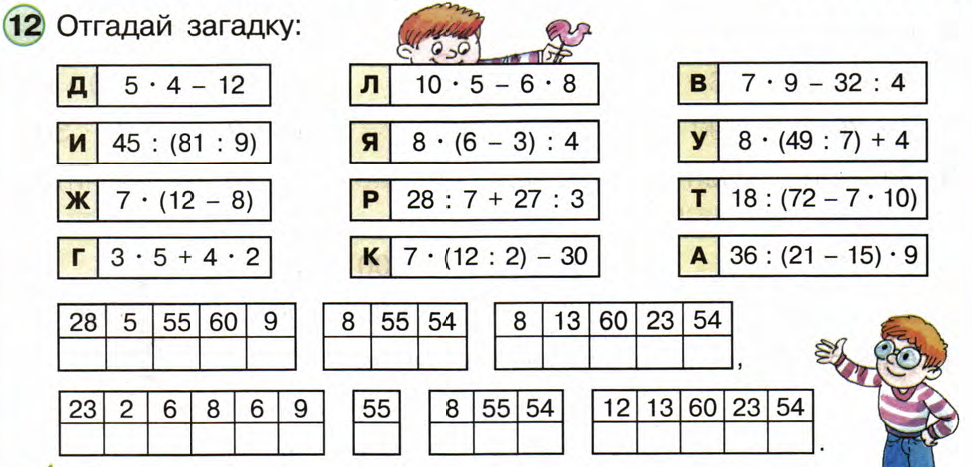 12 Отгадай загадку:
Д 5 · 4 – 12 Л 10 · 5 – 6 · 8 В 7 · 9 – 32 : 4
И 45 : (81 : 9) Я 8 · (6 – 3) : 4 У 8 · (49 : 7) + 4
Ж 7 · (12 – 8) Р 28 : 7 + 27 : 3 Т 18 : (72 – 7 · 10)
Г 3 · 5 + 4 · 2 К 7 · (12 : 2) – 30 А 36 : (21 – 15) · 9
28 5 55 60 9 8 55 54 8 13 60 23 54 ,
23 2 6 8 6 9 55 8 55 54 12 13 60 23 54 .